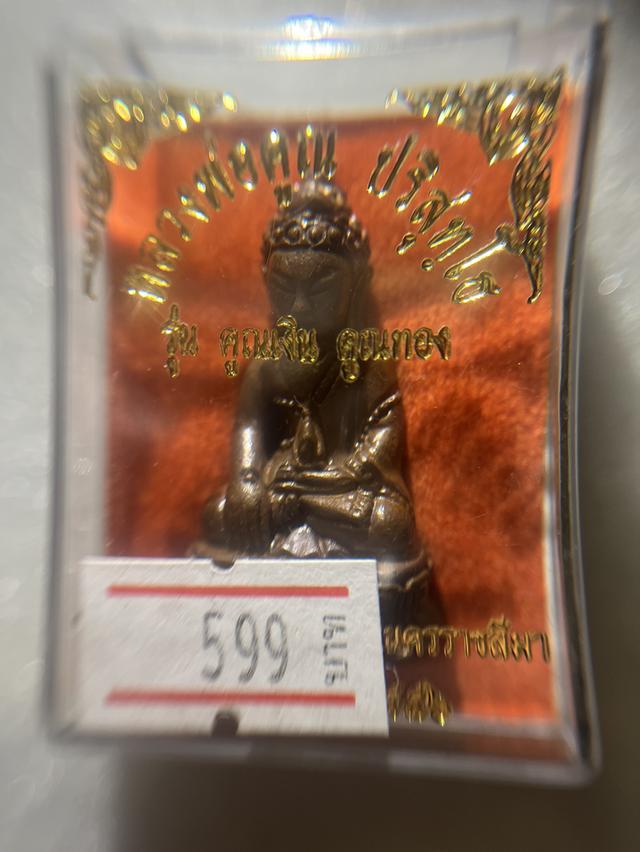 หลวงพ่อคูณ ปริสุทฺโธ
รุ่น คูณเงิน คูณทอง
นครราชสีมา
599 บาท